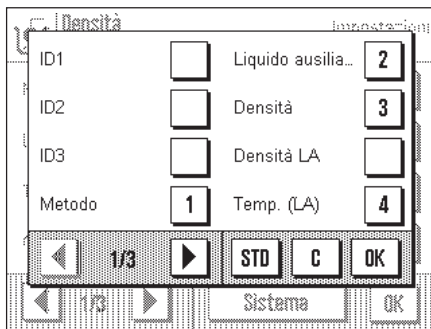 Densità
Impostazioni
ID1
Liquido ausilia... 2
ID2
Densità 3
ID3
Densità LA
Metodo 1
Temp. (LA) 4
1/3 STD C OK
1/3 Sistema OK